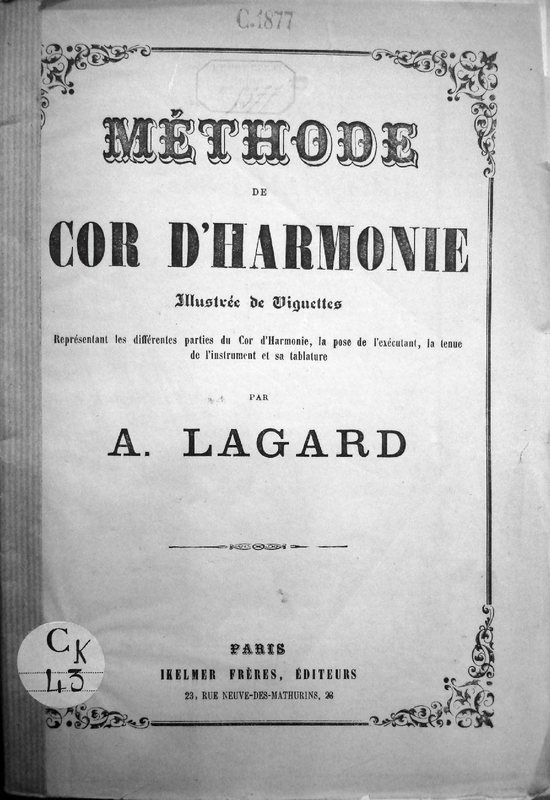 C.1877
1877
MÉTHODE
DE
COR D'HARMONIE
Illustrée de Vignettes
Représentant les différentes parties du Cor d'Harmonie, la pose de l'exécutant, la tenue
de l'instrument et sa tablature
PAR
A. LAGARD
PARIS
IKELMER FRÈRES, ÉDITEURS
23, RUE NEUVE-DES-MATHURINS, 23
CK
43